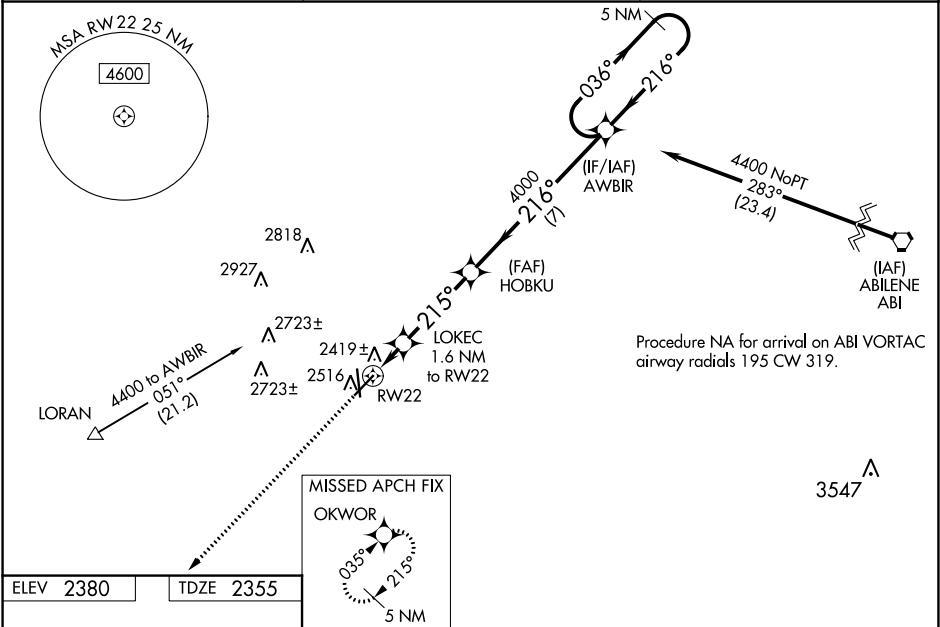 MSA RW 22 25 NM
4600
5 NM
036°
216°
(IF/IAF)
AWBIR
4400 NoPT
283°
(23.4)
4000
216°
(7)
(IAF)
ABILENE
ABI
2818
2927
(FAF)
HOBKU
215°
2723±
2419±
LOKEC
1.6 NM
to RW22
Procedure NA for arrival on ABI VORTAC
airway radials 195 CW 319.
4400 to AWBIR
051°
(21.2)
2723±
2516
RW22
LORAN
3547
MISSED APCH FIX
OKWOR
035°
215°
5 NM
ELEV 2380
TDZE 2355